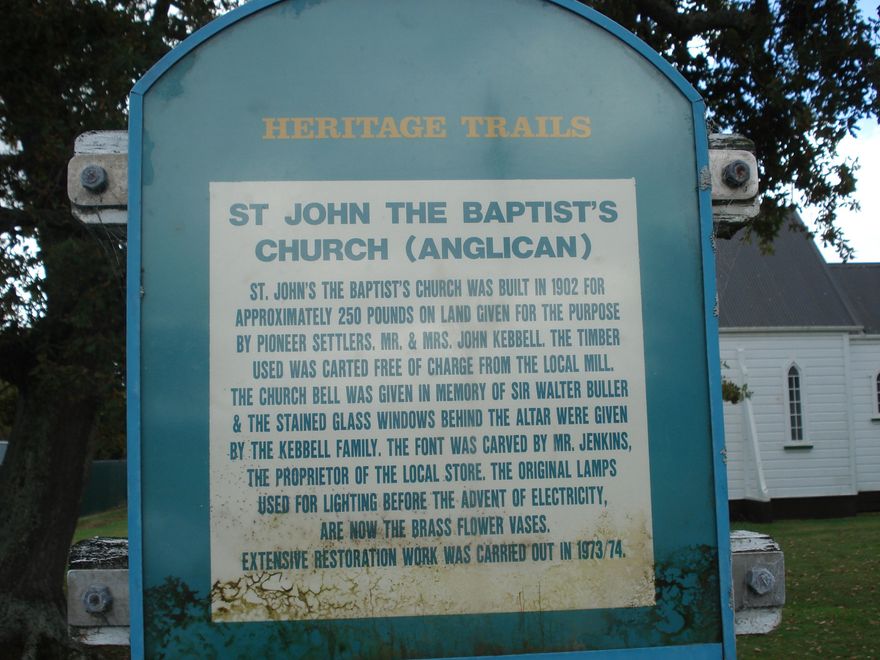 HERITAGE TRAILS
ST JOHN THE BAPTIST'S
CHURCH (ANGLICAN)
ST. JOHN'S THE BAPTIST'S CHURCH WAS BUILT IN 1902 FOR
APPROXIMATELY 250 POUNDS ON LAND GIVEN FOR THE PURPOSE
BY PIONEER SETTLERS. MR. & MRS. JOHN KEBBELL. THE TIMBER
USED WAS CARTED FREE OF CHARGE FROM THE LOCAL MILL.
THE CHURCH BELL WAS GIVEN IN MEMORY OF SIR WALTER BULLER
& THE STAINED GLASS WINDOWS BEHIND THE ALTAR WERE GIVEN
BY THE KEBBELL FAMILY. THE FONT WAS CARVED BY MR. JENKINS,
THE PROPRIETOR OF THE LOCAL STORE. THE ORIGINAL LAMPS
USED FOR LIGHTING BEFORE THE ADVENT OF ELECTRICITY,
ARE NOW THE BRASS FLOWER VASES.
EXTENSIVE RESTORATION WORK WAS CARRIED OUT IN 1973/74.